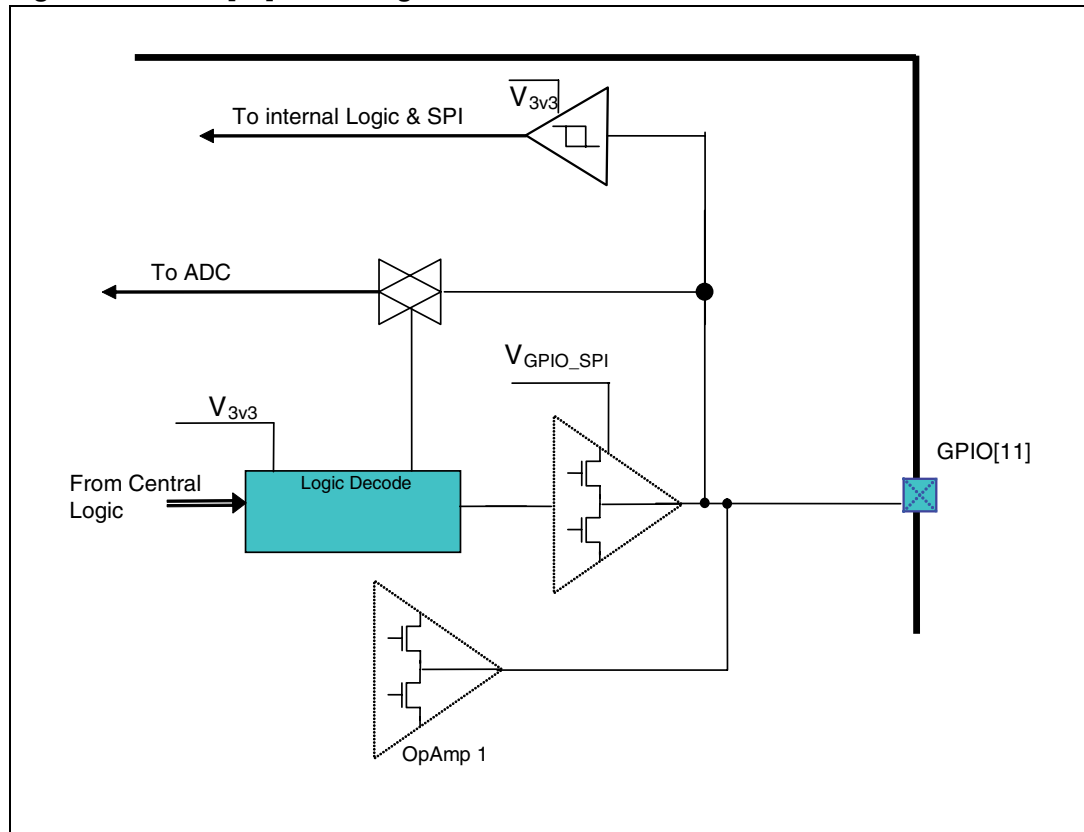 V3v3
To internal Logic & SPI
To ADC
VGPIO_SPI
V3v3
GPIO[11]
From Central
Logic
Logic Decode
OpAmp 1